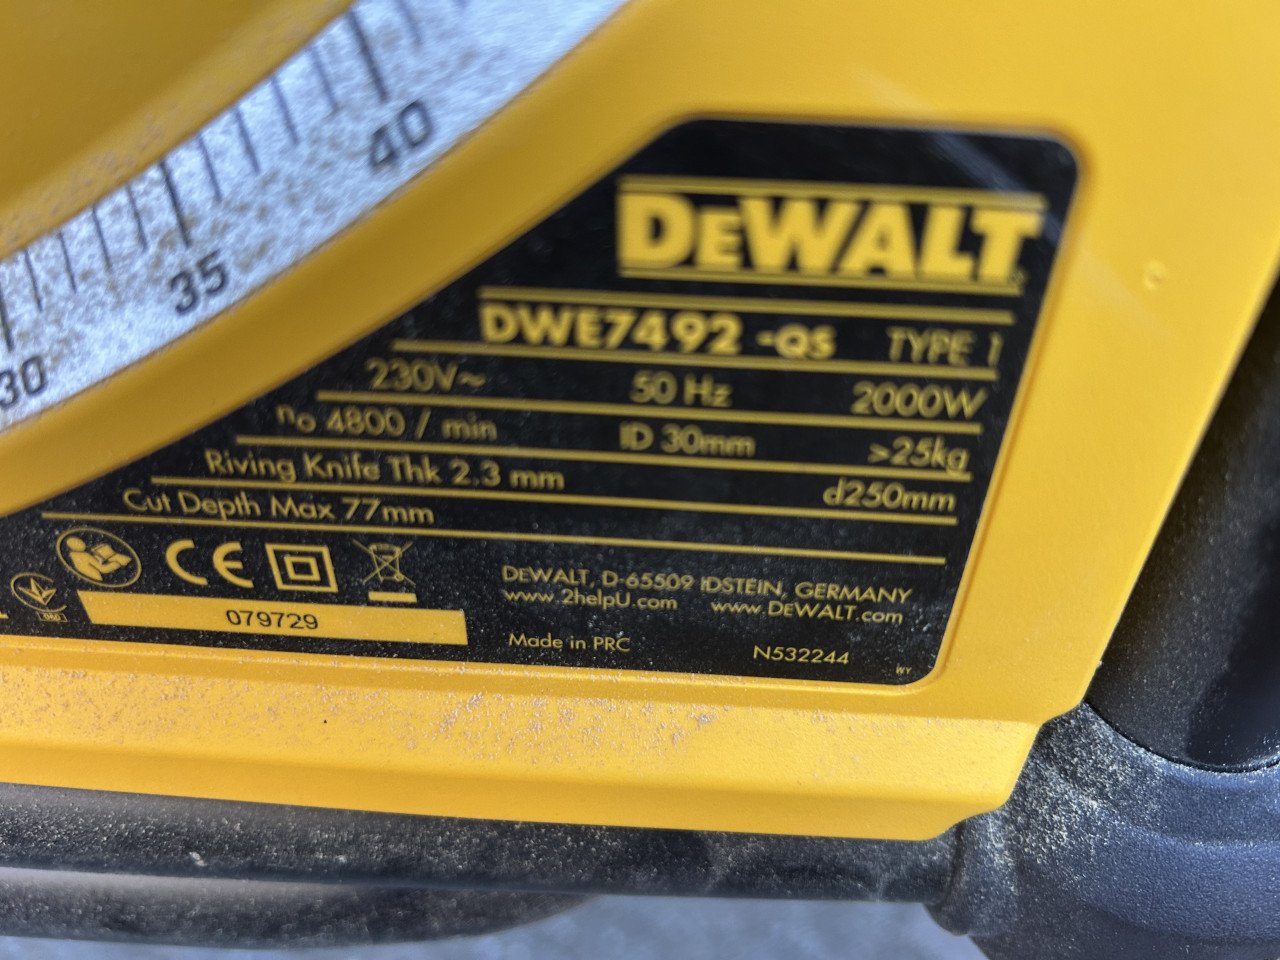 40
35
30
DEWALT
DWE7492 -QS TYPE 1
230V~ 50 Hz 2000W
n₀ 4800 / min ID 30mm >25kg
Riving Knife Thk 2.3 mm d250mm
Cut Depth Max 77mm
CE
DEWALT, D-65509 IDSTEIN, GERMANY
www.2helpU.com www.DEWALT.com
079729
Made in PRC N532244
WY